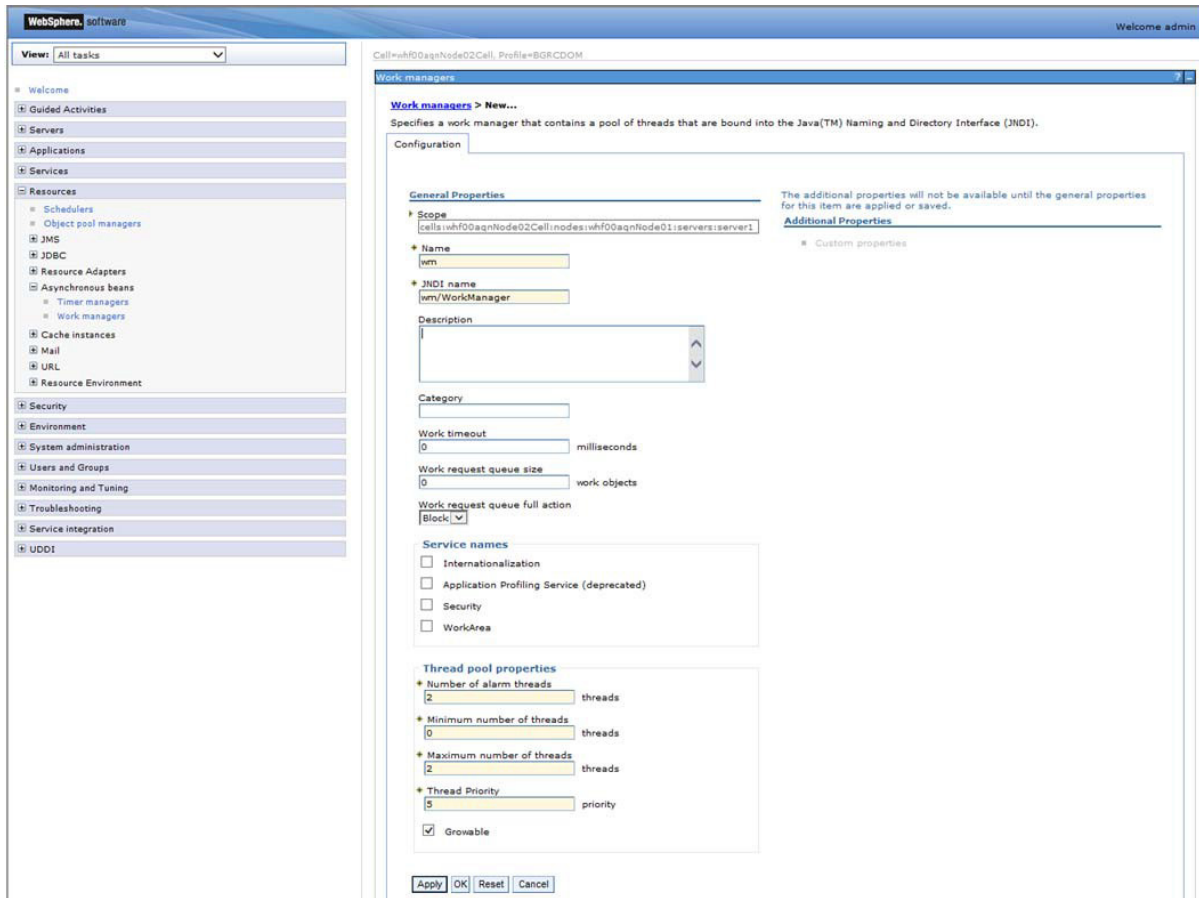 WebSphere. software
Welcome admin
View: All tasks
Welcome
Guided Activities
Servers
Applications
Services
Resources
Schedulers
Object pool managers
JMS
JDBC
Resource Adapters
Asynchronous beans
Timer managers
Work managers
Cache instances
Mail
URL
Resource Environment
Security
Environment
System administration
Users and Groups
Monitoring and Tuning
Troubleshooting
Service integration
UDDI
Cell=whf00aqnNode02Cell, Profile=BGRCDOM
Work managers ? _
Work managers > New...
Specifies a work manager that contains a pool of threads that are bound into the Java(TM) Naming and Directory Interface (JNDI).
Configuration
General Properties
Scope
cells:whf00aqnNode02Cell:nodes:whf00aqnNode01:servers:server1
Name
wm
JNDI name
wm/WorkManager
Description
Category
Work timeout
0 milliseconds
Work request queue size
0 work objects
Work request queue full action
Block
Service names
Internationalization
Application Profiling Service (deprecated)
Security
WorkArea
Thread pool properties
Number of alarm threads
2 threads
Minimum number of threads
0 threads
Maximum number of threads
2 threads
Thread Priority
5 priority
Growable
Apply OK Reset Cancel
The additional properties will not be available until the general properties
for this item are applied or saved.
Additional Properties
Custom properties